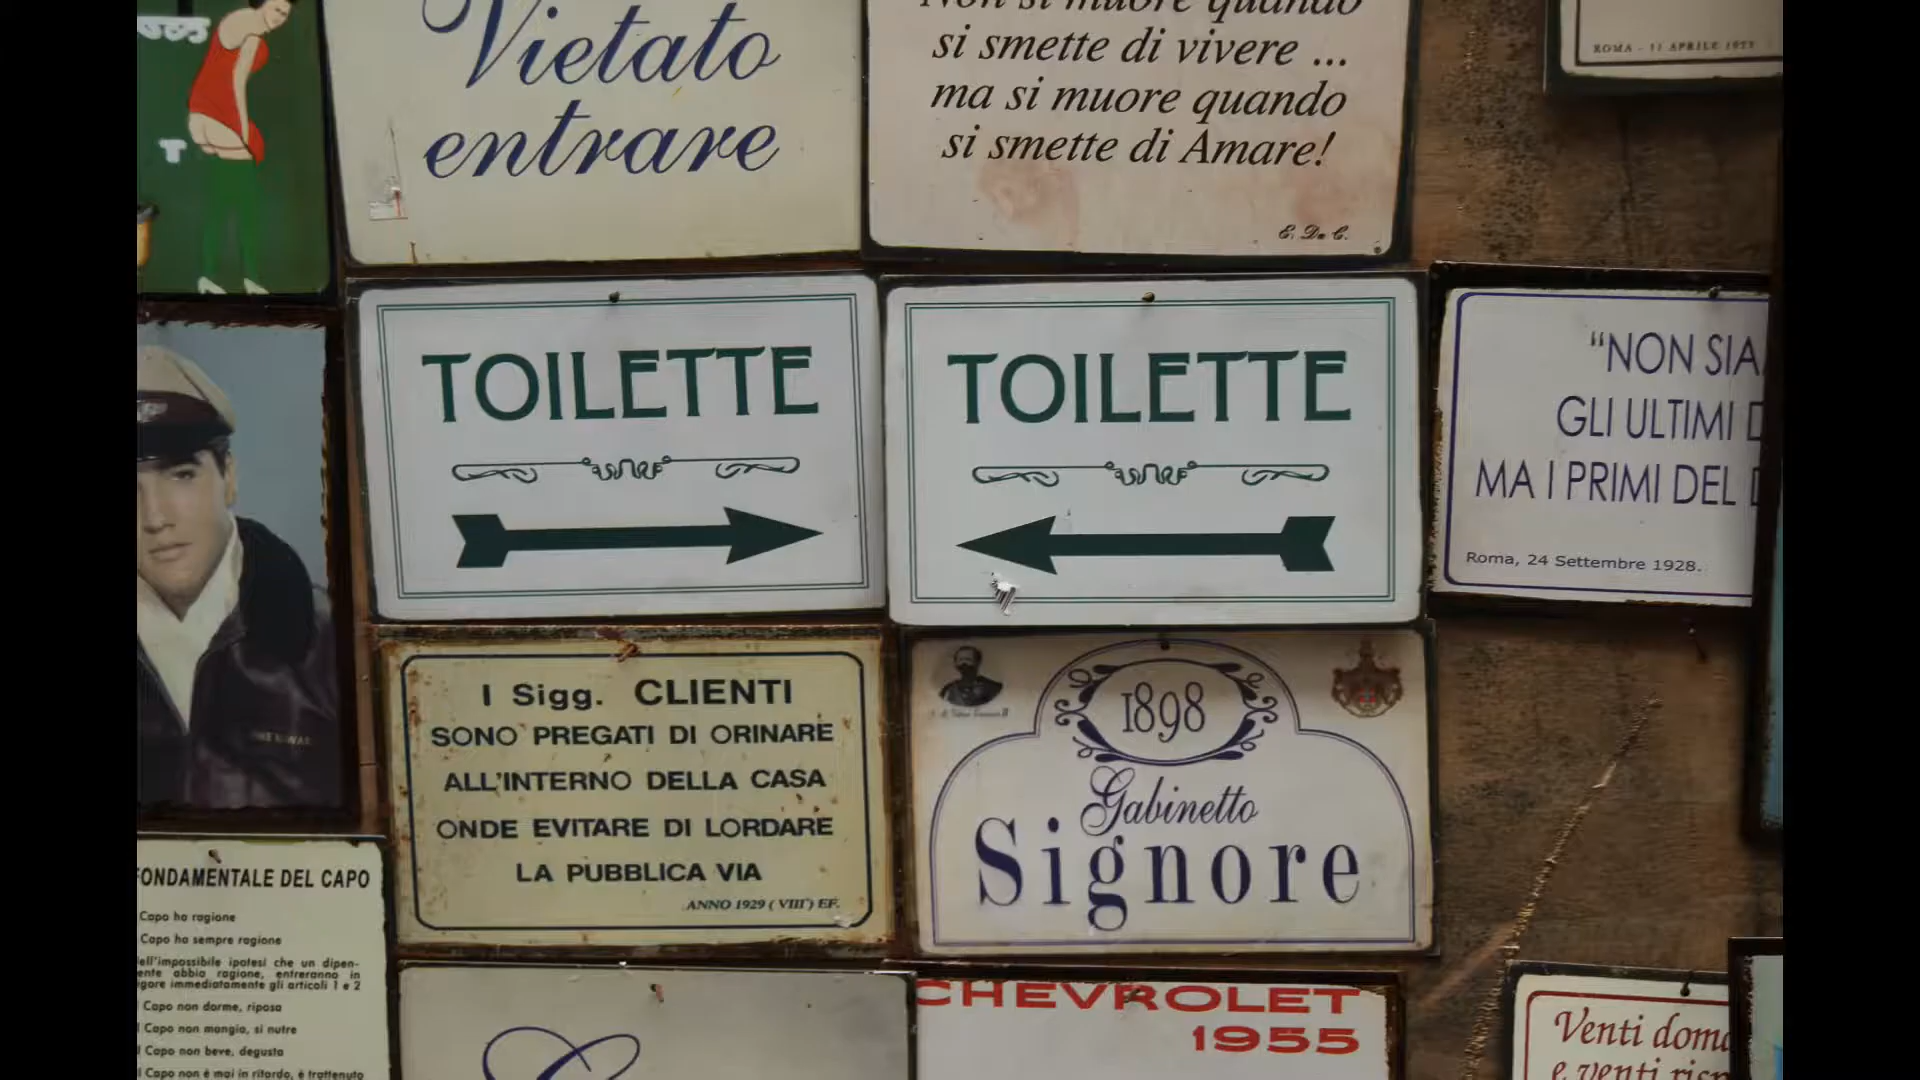 Vietato
entrare
Non si muore quando
si smette di vivere ...
ma si muore quando
si smette di Amare!
E. De C.
ROMA - 11 APRILE
T
TOILETTE
TOILETTE
“NON SIA
GLI ULTIMI D
MA I PRIMI DEL D
Roma, 24 Settembre 1928.
I Sigg. CLIENTI
SONO PREGATI DI ORINARE
ALL'INTERNO DELLA CASA
ONDE EVITARE DI LORDARE
LA PUBBLICA VIA
ANNO 1929 (VIII°) EF.
1898
Gabinetto
Signore
FONDAMENTALE DEL CAPO
Capo ha ragione
Capo ha sempre ragione
ell'impossibile ipotesi che un dipen-
ente abbia ragione, entreranno in
igore immediatamente gli articoli 1 e 2
l Capo non dorme, riposa
l Capo non mangia, si nutre
l Capo non beve, degusta
l Capo non è mai in ritardo, è trattenuto
CHEVROLET
1955
Venti doma
e venti risp